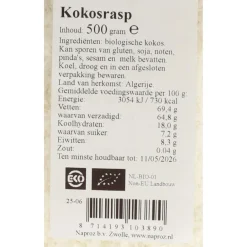 Kokosrasp
Inhoud: 500 gram e
Ingrediënten: biologische kokos
Kan sporen van gluten, soja, noten,
pinda's, sesam en melk bevatten
Koel, droog en in een afgesloten
verpakking bewaren
Land van herkomst Algerije
Gemiddelde voedingswaarde per 100 g:
Energie 3054 kJ / 730 kcal
Vetten 69,4 g
waarvan verzadigd 64,8 g
Koolhydraten 18.0 g
waarvan suiker 7.2 g
Eiwitten 8.3 g
Zout 0.04 g
Ten minste houdbaar tot 11/05/2026
EKO
NL-BIO-01
Non-EU Landbouw
25-06
8 714193 103890
Naproz b.v. Zwolle, www.naproz.nl